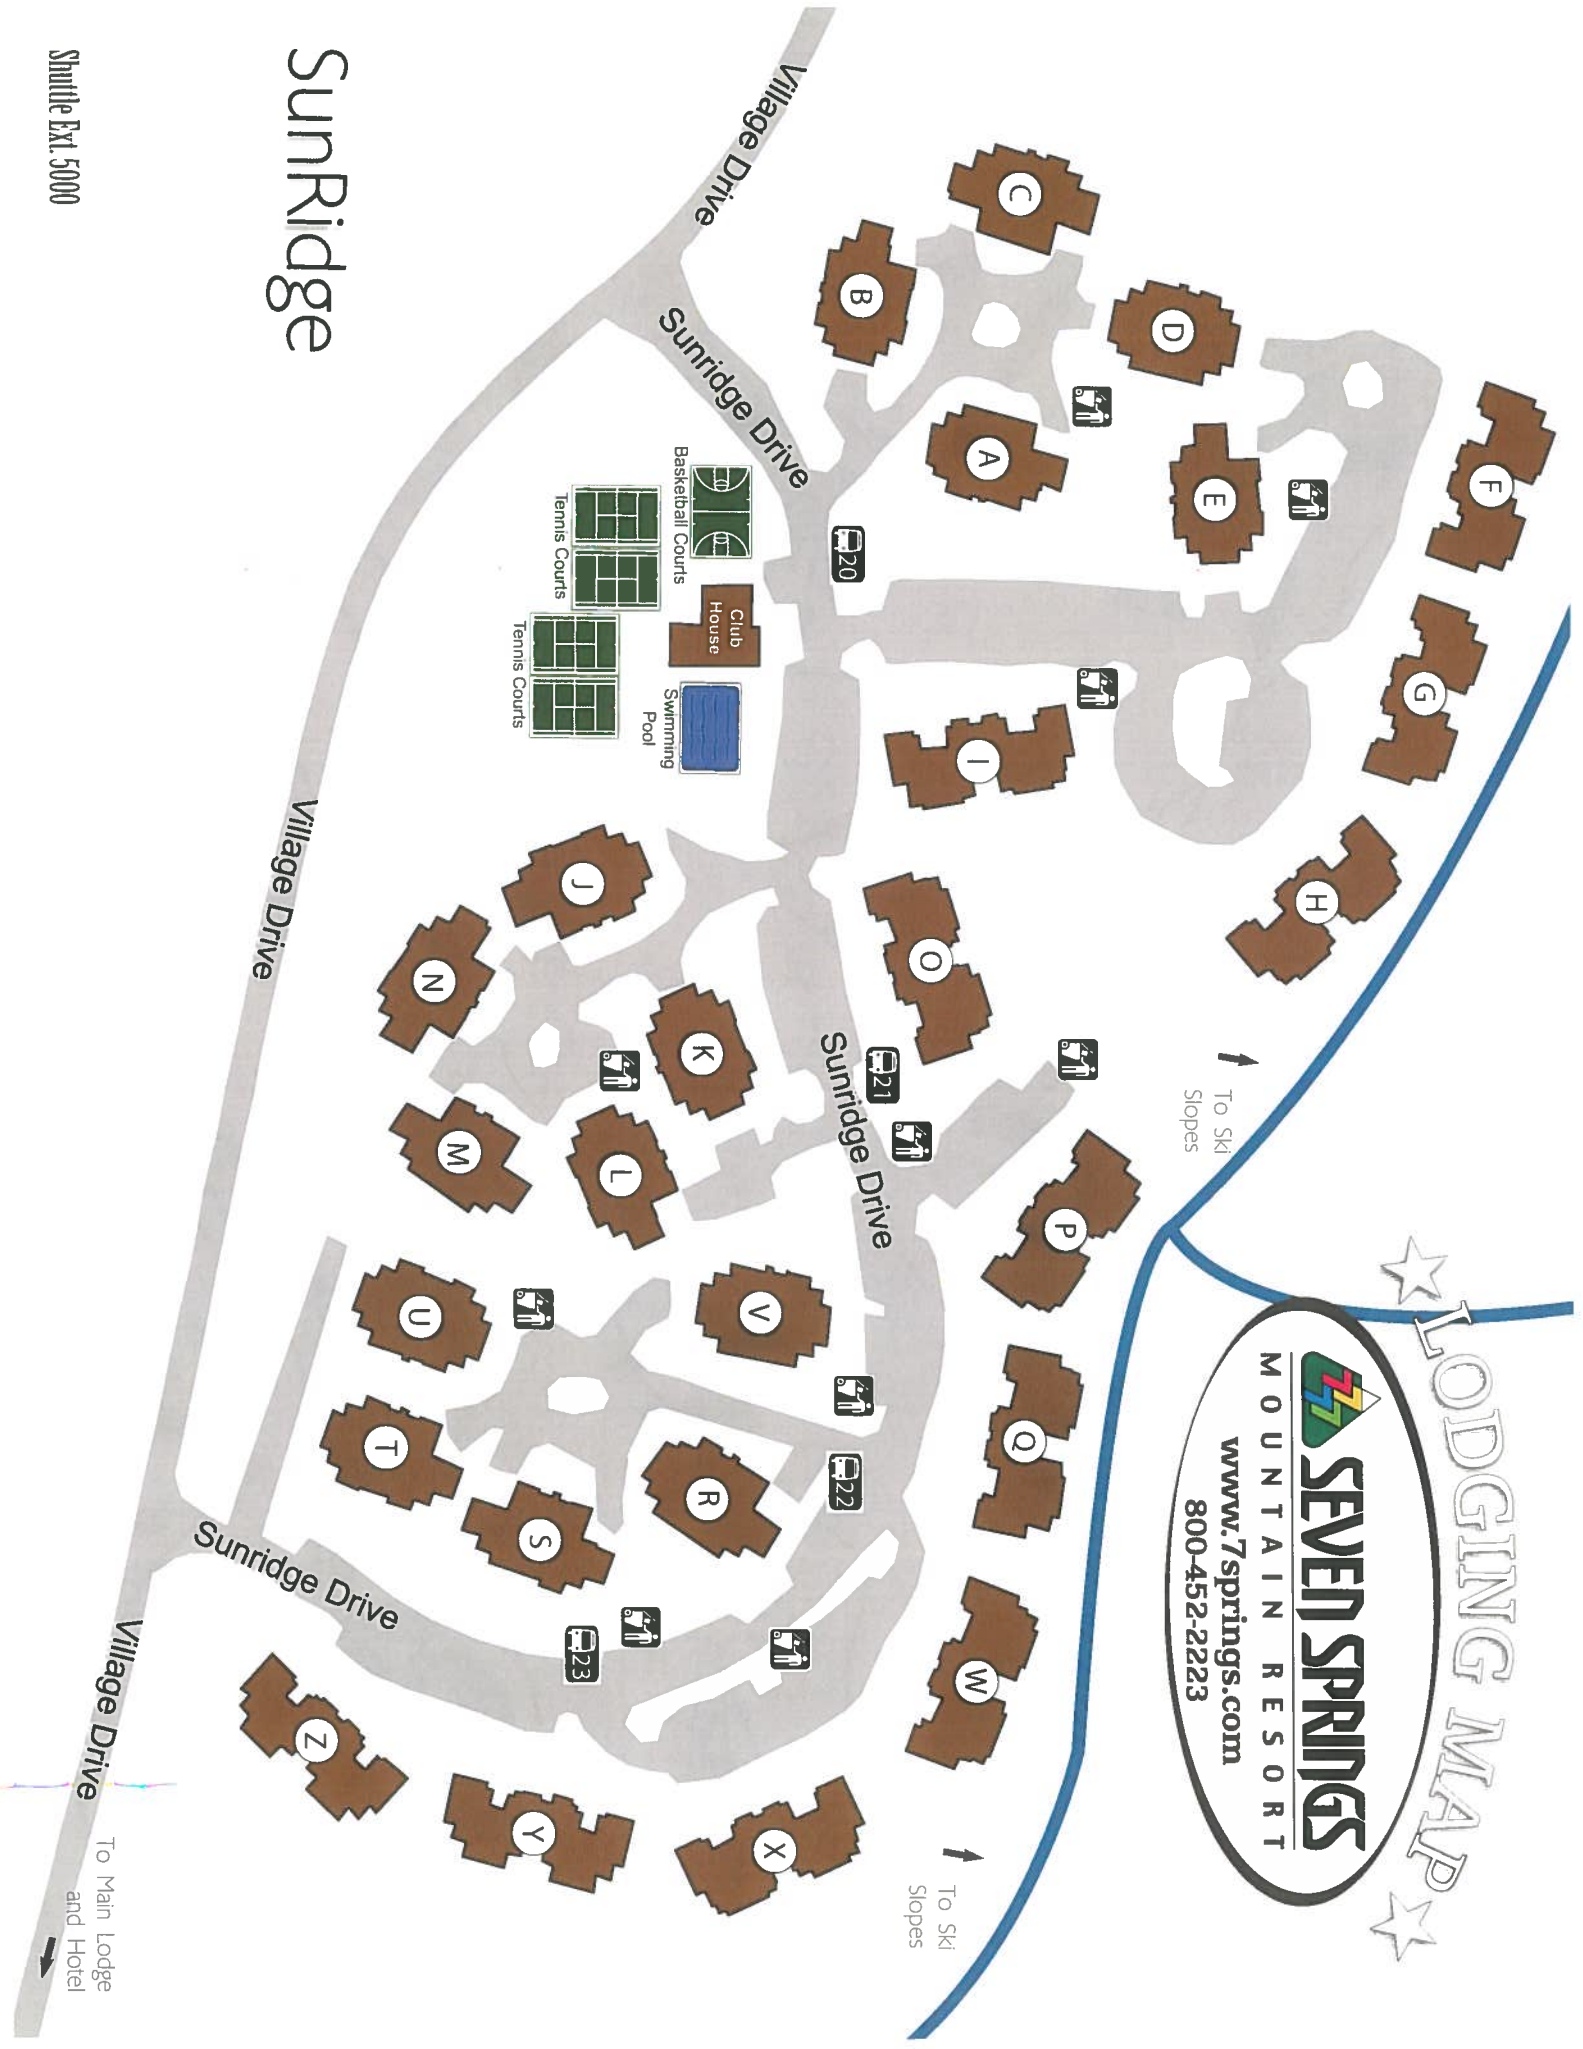 LODGING MAP
SEVEN SPRINGS
MOUNTAIN RESORT
www.7springs.com
800-452-2223
F
G
H
To Ski
Slopes
D
E
C
B
A
20
I
O
21
P
Q
W
To Ski
Slopes
Village Drive
Sunridge Drive
Basketball Courts
Tennis Courts
Club
House
Tennis Courts
Swimming
Pool
J
N
K
Sunridge Drive
M
L
V
U
22
T
R
S
23
X
Y
Z
Village Drive
Sunridge Drive
Village Drive
To Main Lodge
and Hotel
SunRidge
Shuttle Ext. 5000